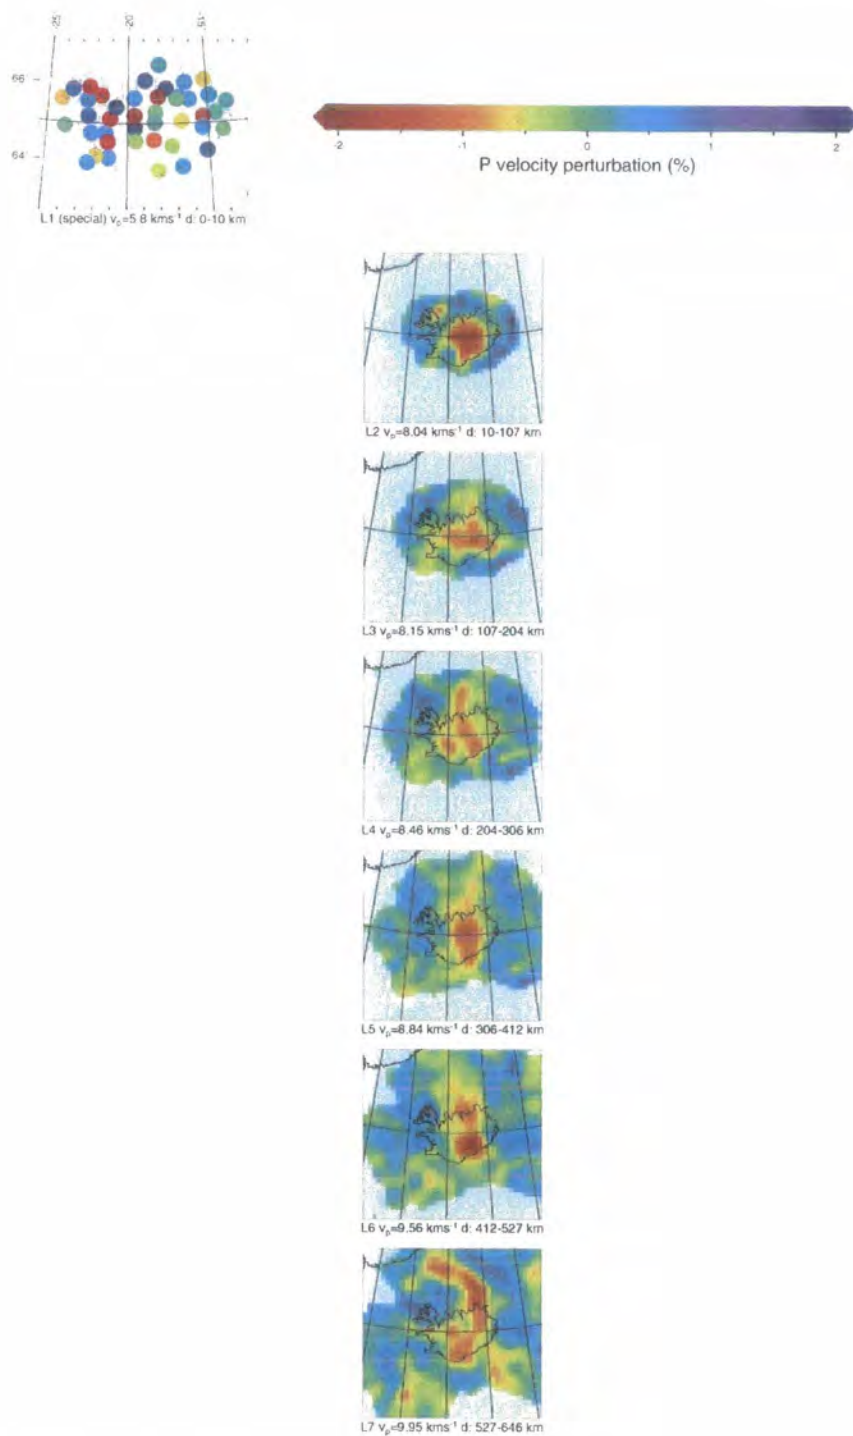 -25 -20 -15
66
64
L1 (special) vp=5.8 kms-1 d: 0-10 km
-2 -1 0 1 2
P velocity perturbation (%)
L2 vp=8.04 kms-1 d: 10-107 km
L3 vp=8.15 kms-1 d: 107-204 km
L4 vp=8.46 kms-1 d: 204-306 km
L5 vp=8.84 kms-1 d: 306-412 km
L6 vp=9.56 kms-1 d: 412-527 km
L7 vp=9.95 kms-1 d: 527-646 km